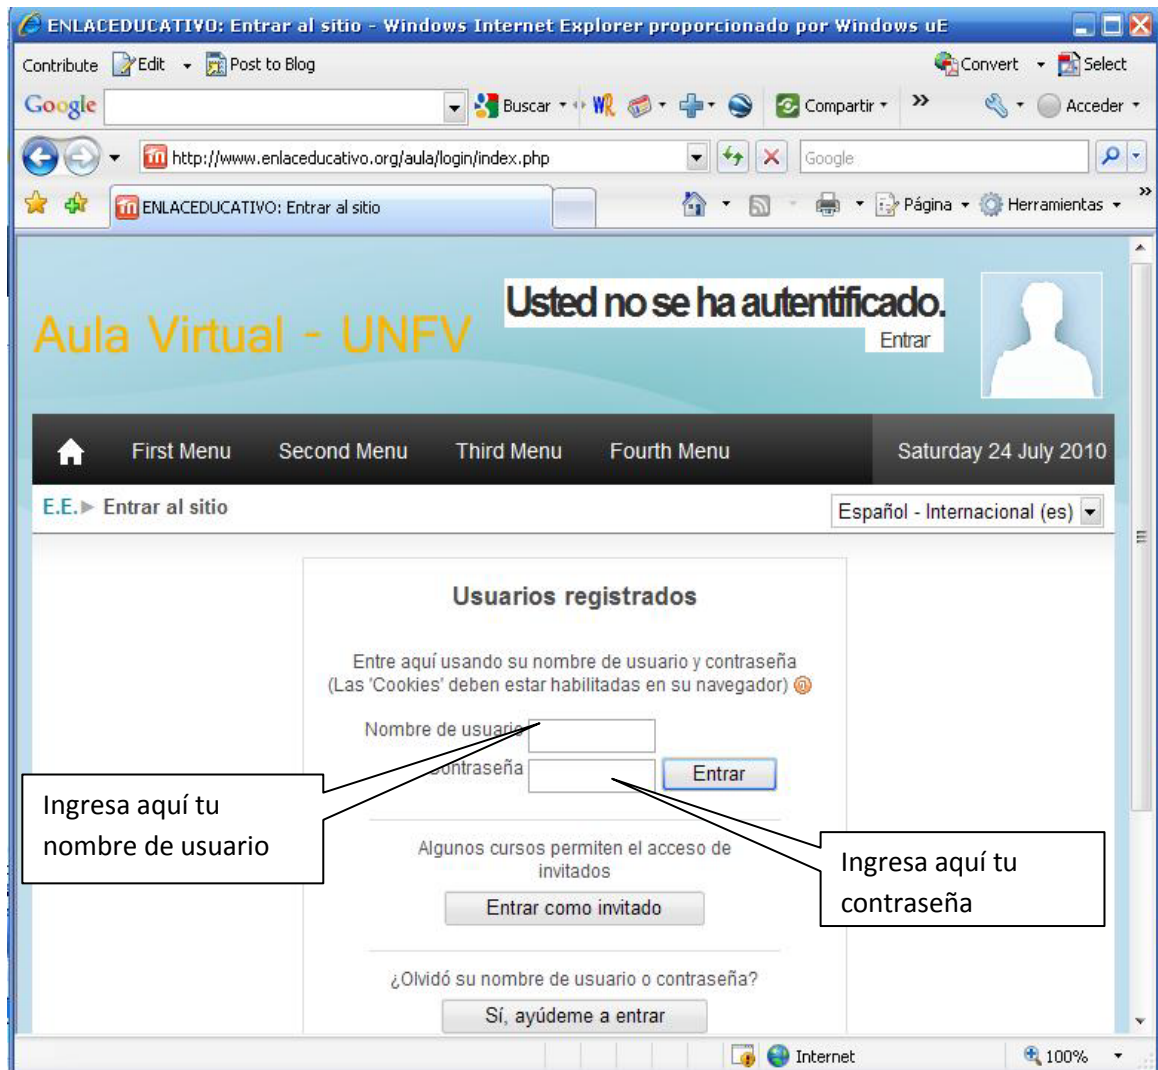 ENLACEDUCATIVO: Entrar al sitio - Windows Internet Explorer proporcionado por Windows uE
Contribute Edit Post to Blog Convert Select
Google Buscar Compartir » Acceder
http://www.enlaceducativo.org/aula/login/index.php Google
ENLACEDUCATIVO: Entrar al sitio Página Herramientas »
Usted no se ha autentificado.
Aula Virtual - UNFV
Entrar
First Menu Second Menu Third Menu Fourth Menu Saturday 24 July 2010
E.E.► Entrar al sitio
Español - Internacional (es)
Usuarios registrados
Entre aquí usando su nombre de usuario y contraseña
(Las 'Cookies' deben estar habilitadas en su navegador)
Nombre de usuario
Contraseña Entrar
Ingresa aquí tu
nombre de usuario
Algunos cursos permiten el acceso de
invitados
Entrar como invitado
Ingresa aquí tu
contraseña
¿Olvidó su nombre de usuario o contraseña?
Sí, ayúdeme a entrar
Internet 100%